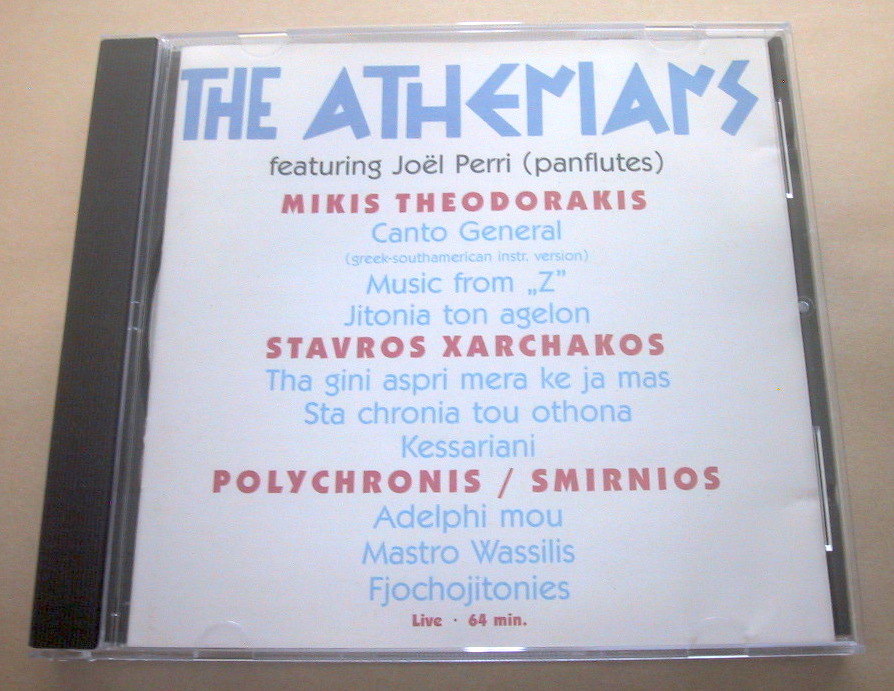 THE ATHENIANS
featuring Joël Perri (panflutes)
MIKIS THEODORAKIS
Canto General
(greek-southamerican instr. version)
Music from „Z”
Jitonia ton agelon
STAVROS XARCHAKOS
Tha gini aspri mera ke ja mas
Sta chronia tou othona
Kessariani
POLYCHRONIS / SMIRNIOS
Adelphi mou
Mastro Wassilis
Fjochojitonies
Live · 64 min.